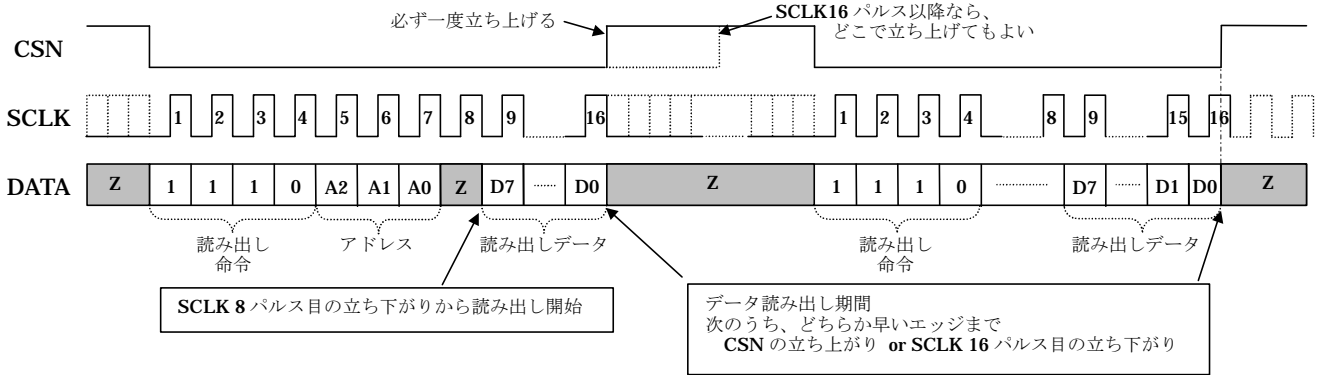 必ず一度立ち上げる
SCLK16 パルス以降なら、
どこで立ち上げてもよい
CSN
SCLK 1 2 3 4 5 6 7 8 9 16 1 2 3 4 8 9 15 16
DATA Z 1 1 1 0 A2 A1 A0 Z D7 ...... D0 Z 1 1 1 0 .............. D7 ...... D1 D0 Z
読み出し アドレス 読み出しデータ 読み出し 読み出しデータ
命令 命令
SCLK 8 パルス目の立ち下がりから読み出し開始
データ読み出し期間
次のうち、どちらか早いエッジまで
CSN の立ち上がり or SCLK 16 パルス目の立ち下がり